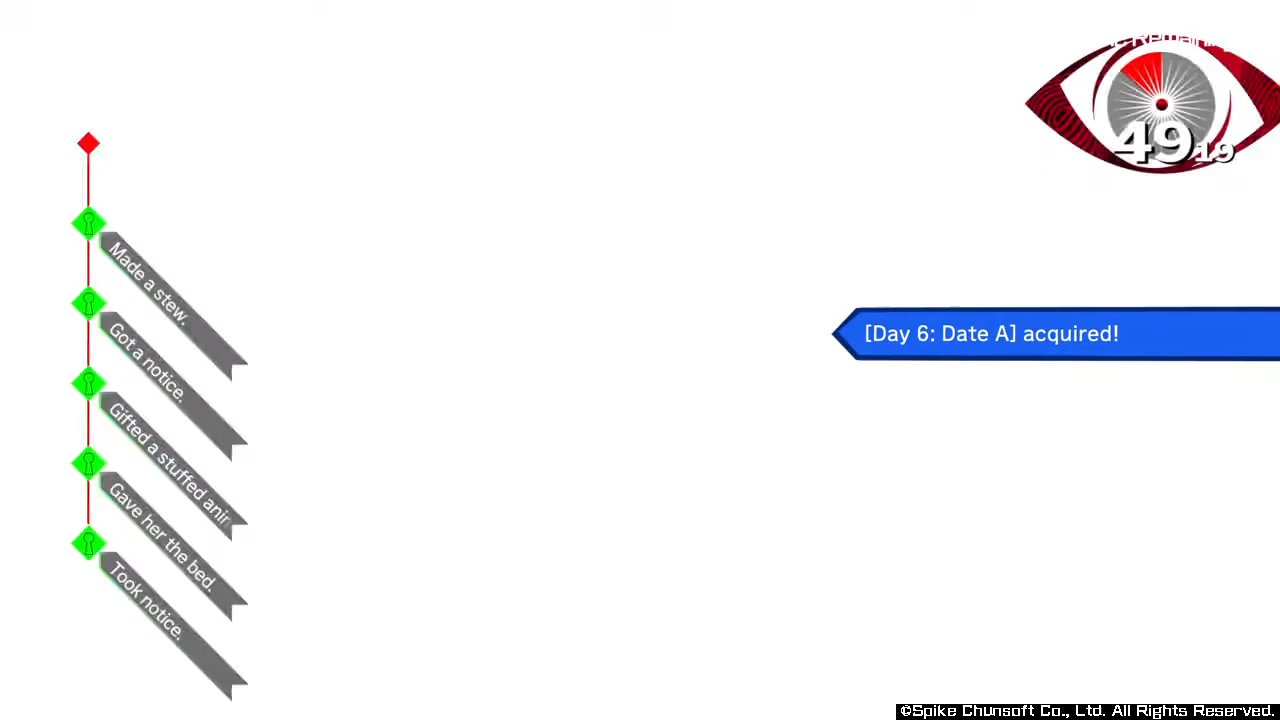 Remaining
49 19
Made a stew.
Got a notice.
[Day 6: Date A] acquired!
Gifted a stuffed
Gave her the bed.
Took notice.
©Spike Chunsoft Co., Ltd. All Rights Reserved.